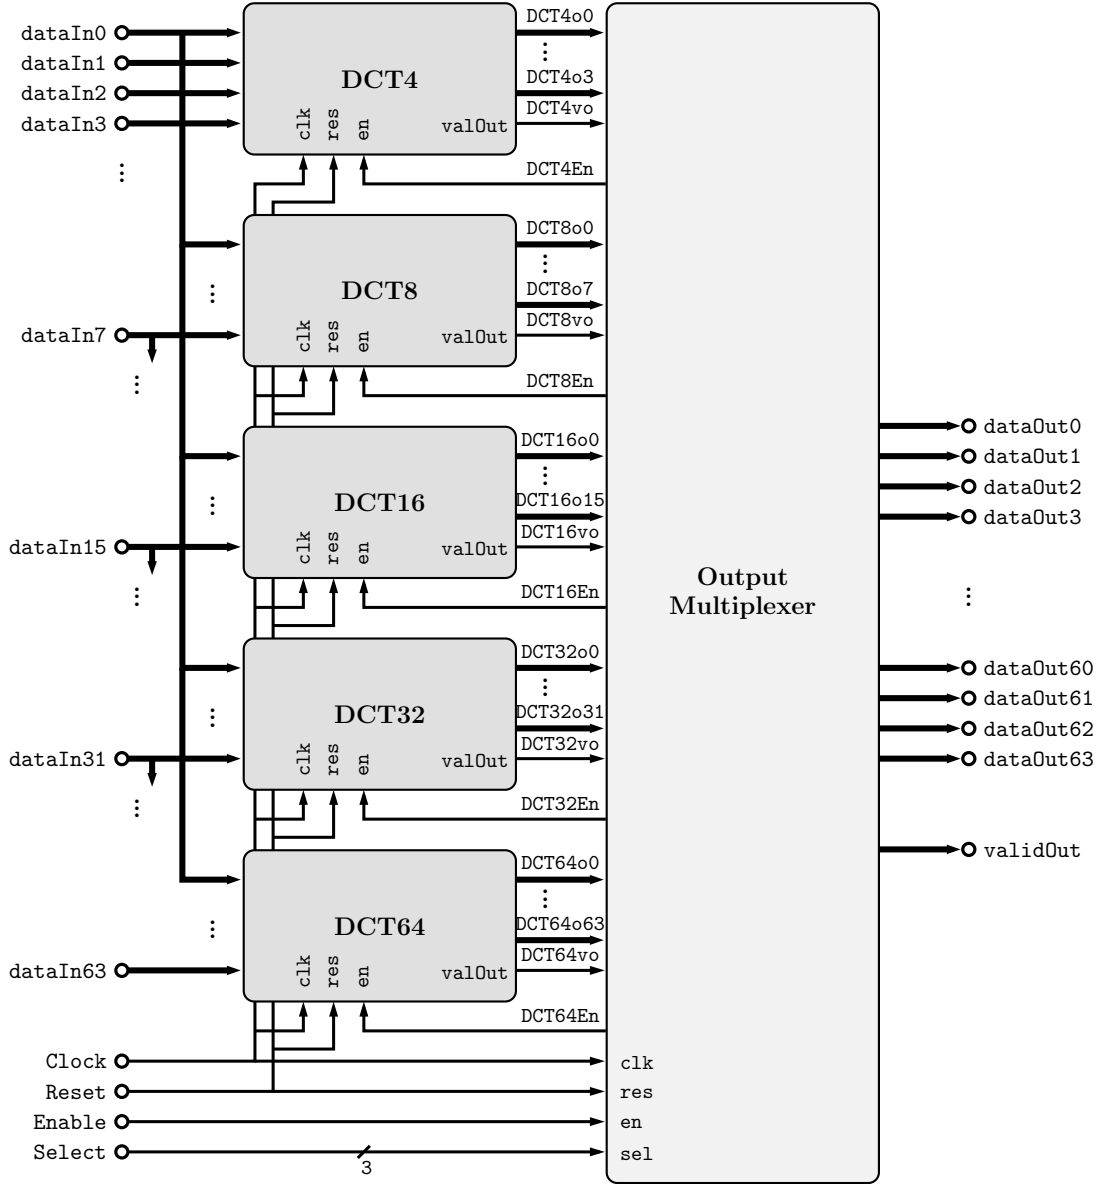 dataIn0
dataIn1
dataIn2
dataIn3
⋮
DCT4
clk
res
en
valOut
DCT4o0
⋮
DCT4o3
DCT4vo
DCT4En
⋮
dataIn7
⋮
DCT8
clk
res
en
valOut
DCT8o0
⋮
DCT8o7
DCT8vo
DCT8En
⋮
dataIn15
⋮
DCT16
clk
res
en
valOut
DCT16o0
⋮
DCT16o15
DCT16vo
DCT16En
⋮
dataIn31
⋮
DCT32
clk
res
en
valOut
DCT32o0
⋮
DCT32o31
DCT32vo
DCT32En
⋮
dataIn63
DCT64
clk
res
en
valOut
DCT64o0
⋮
DCT64o63
DCT64vo
DCT64En
Clock
Reset
Enable
Select
3
clk
res
en
sel
Output
Multiplexer
dataOut0
dataOut1
dataOut2
dataOut3
⋮
dataOut60
dataOut61
dataOut62
dataOut63
validOut